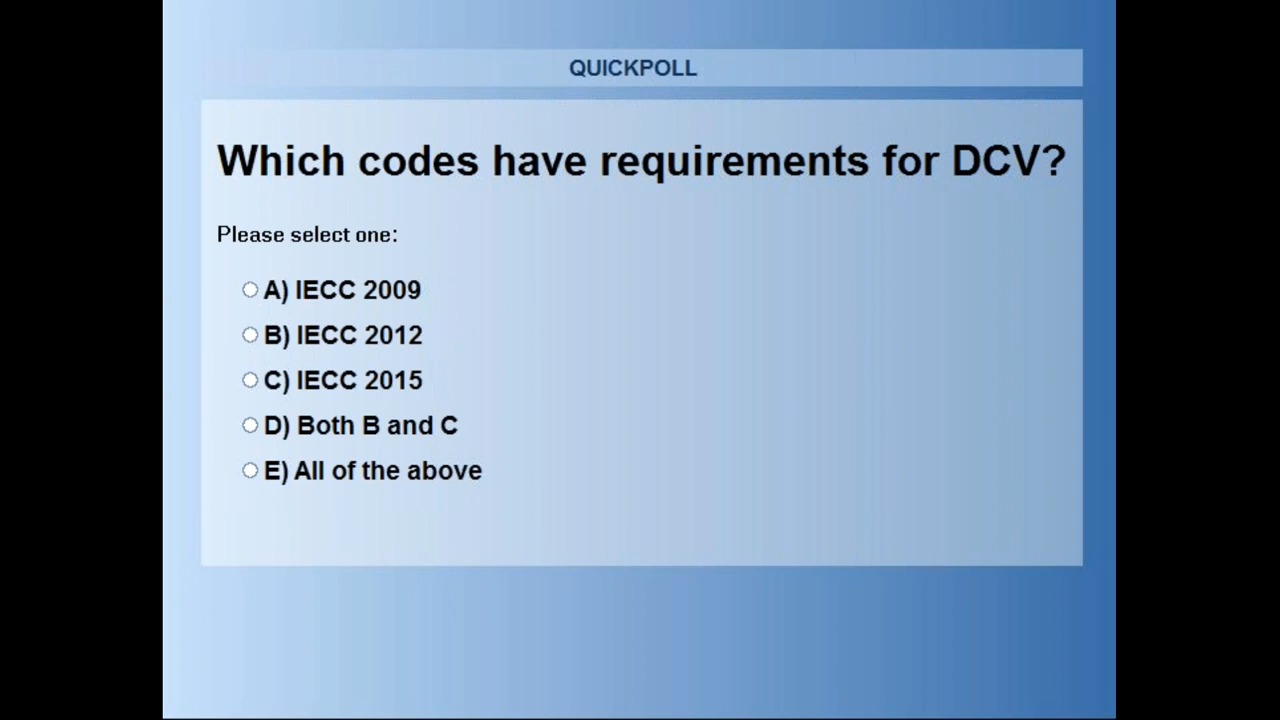 QUICKPOLL
Which codes have requirements for DCV?
Please select one:
A) IECC 2009
B) IECC 2012
C) IECC 2015
D) Both B and C
E) All of the above